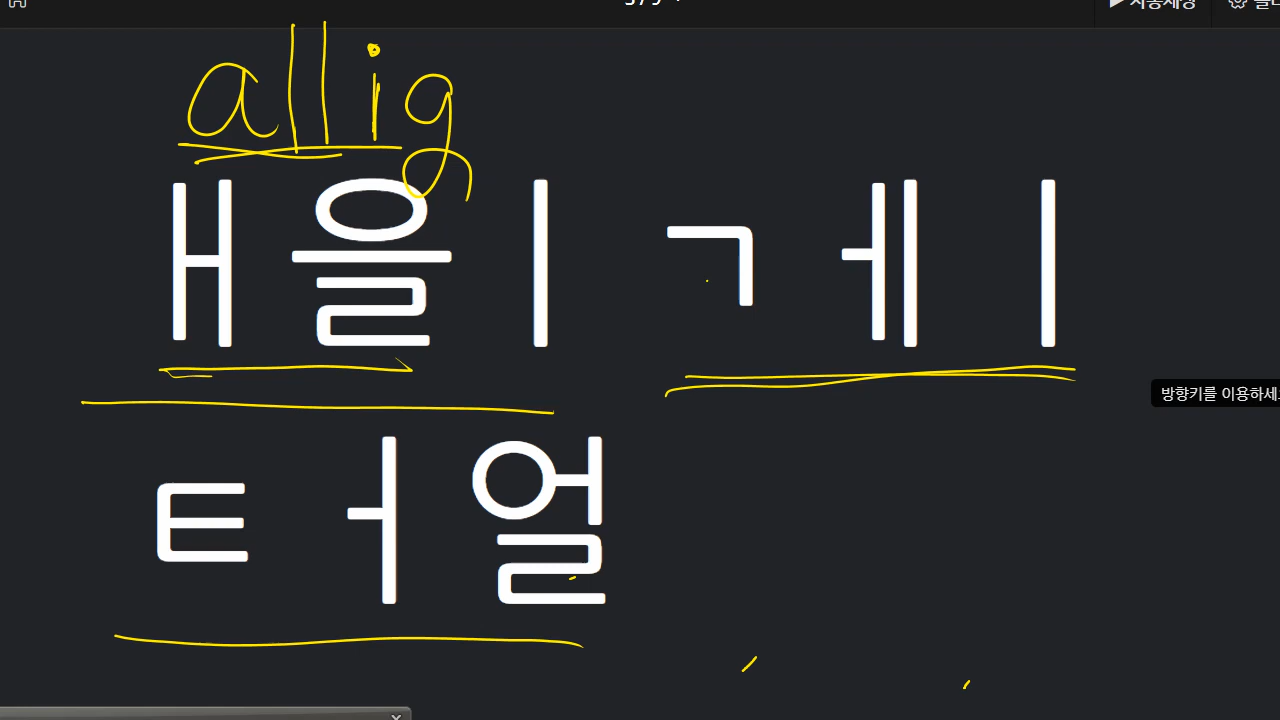 allig
ㅐ 을 ㅣ ㄱ ㅔ ㅣ
방향키를 이용하세
ㅌ ㅓ 얼